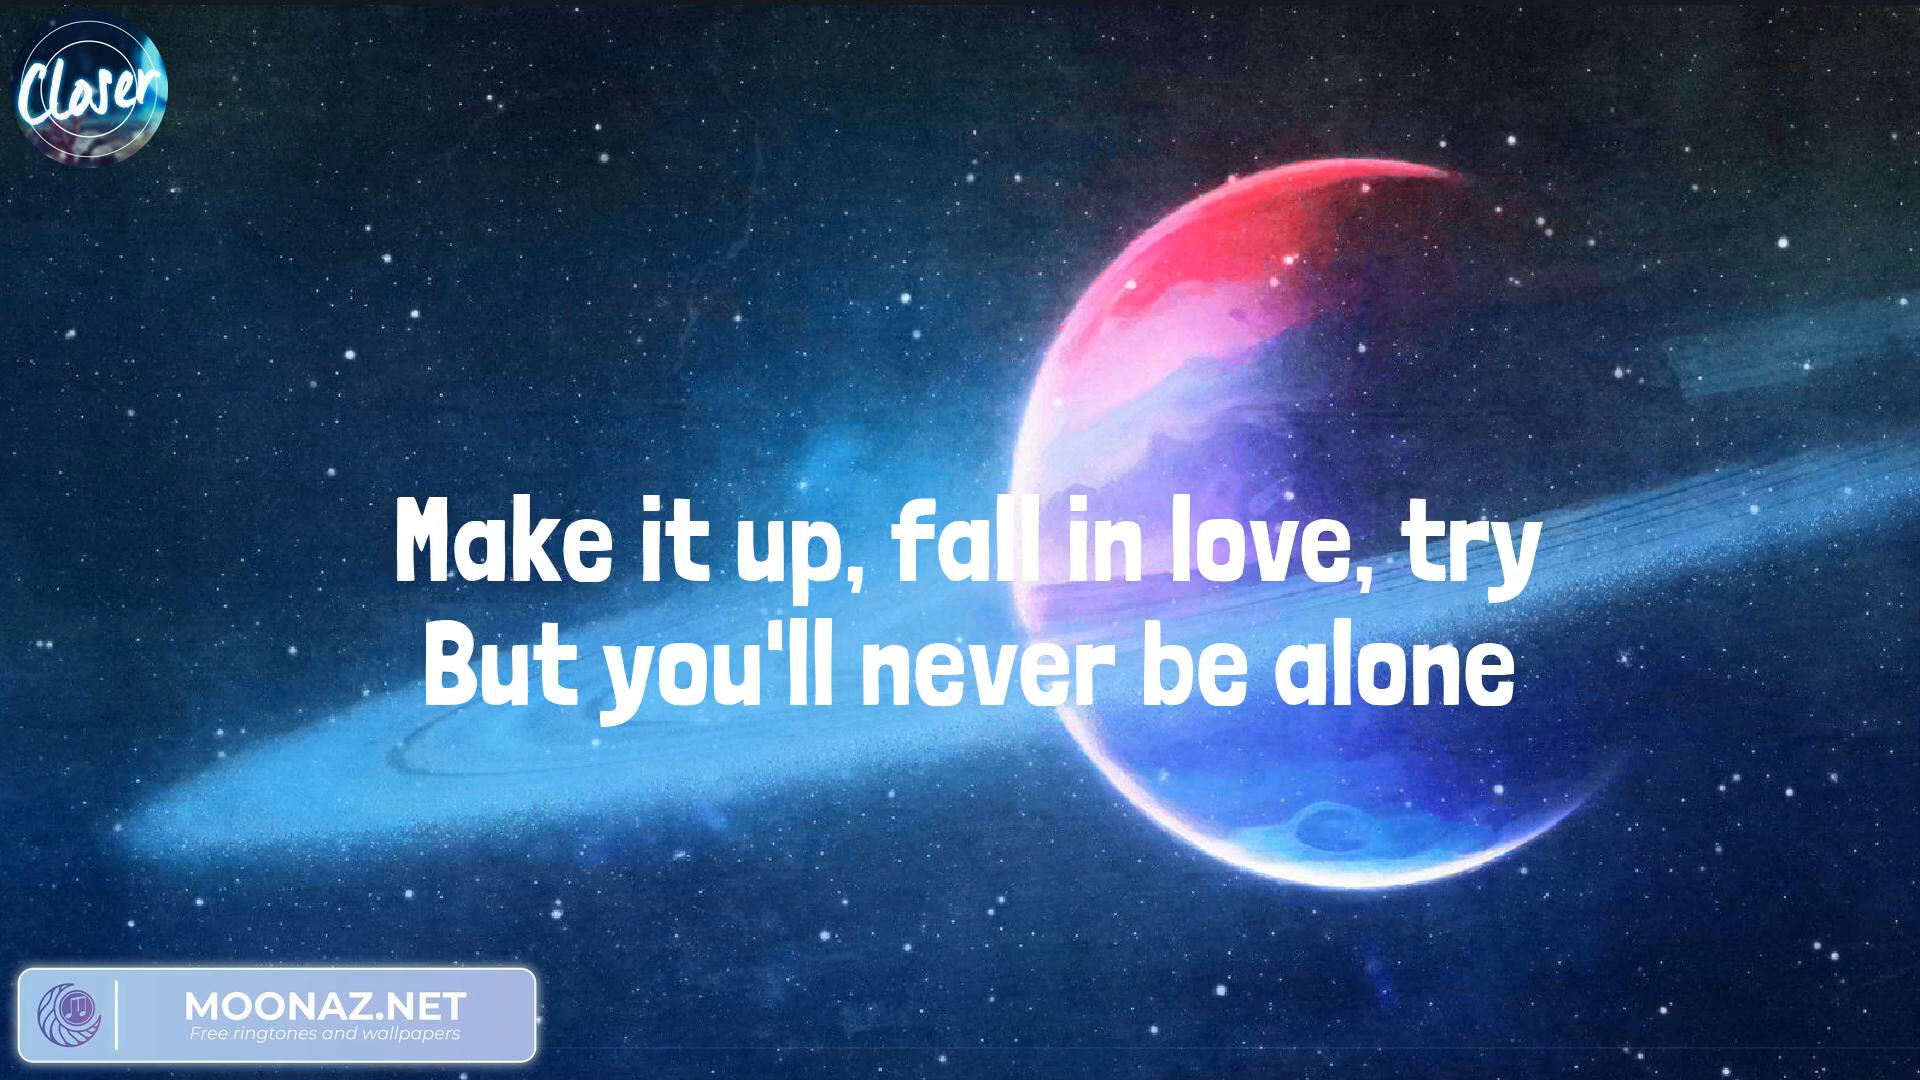 Closer
Make it up, fall in love, try
But you'll never be alone
MOONAZ.NET
Free ringtones and wallpapers